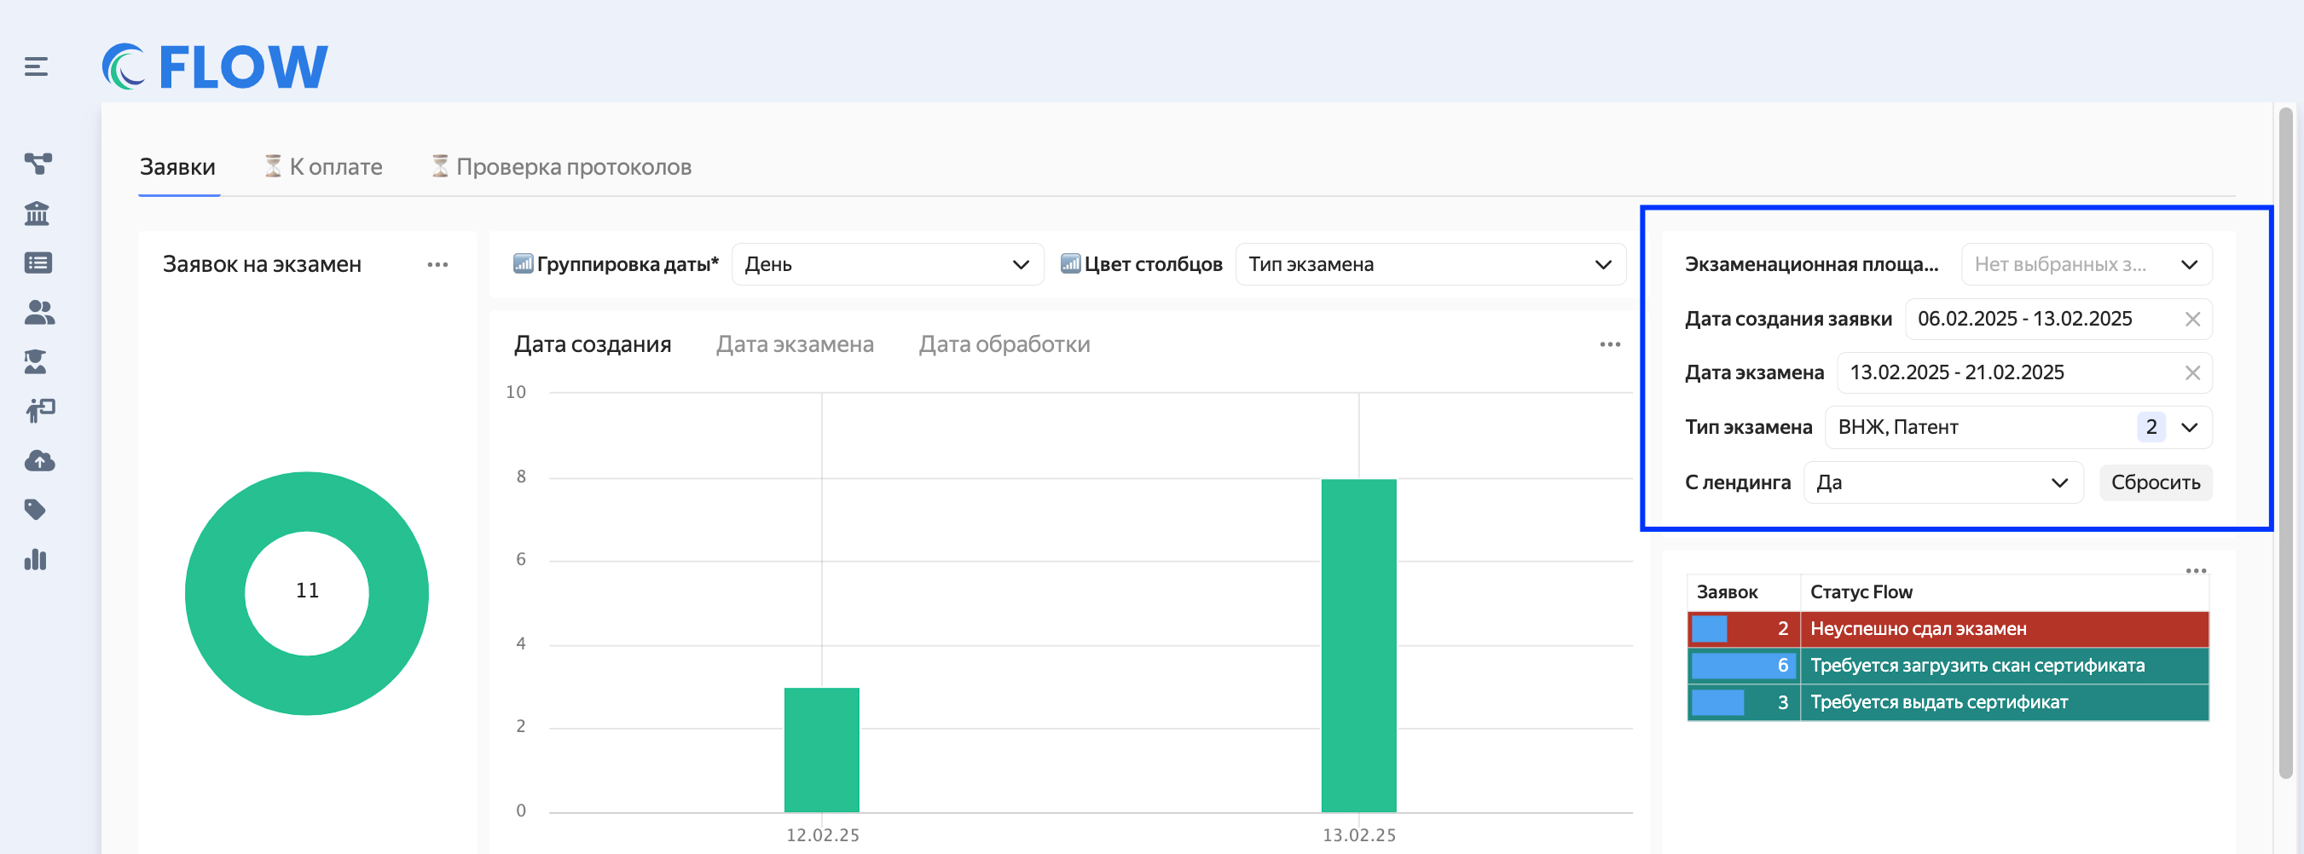 FLOW
Заявки
К оплате
Проверка протоколов
Заявок на экзамен
11
Группировка даты*
День
Цвет столбцов
Тип экзамена
Дата создания
Дата экзамена
Дата обработки
10
8
6
4
2
0
12.02.25
13.02.25
Экзаменационная площа...
Нет выбранных з...
Дата создания заявки
06.02.2025 - 13.02.2025
Дата экзамена
13.02.2025 - 21.02.2025
Тип экзамена
ВНЖ, Патент
2
С лендинга
Да
Сбросить
Заявок
Статус Flow
2
Неуспешно сдал экзамен
6
Требуется загрузить скан сертификата
3
Требуется выдать сертификат